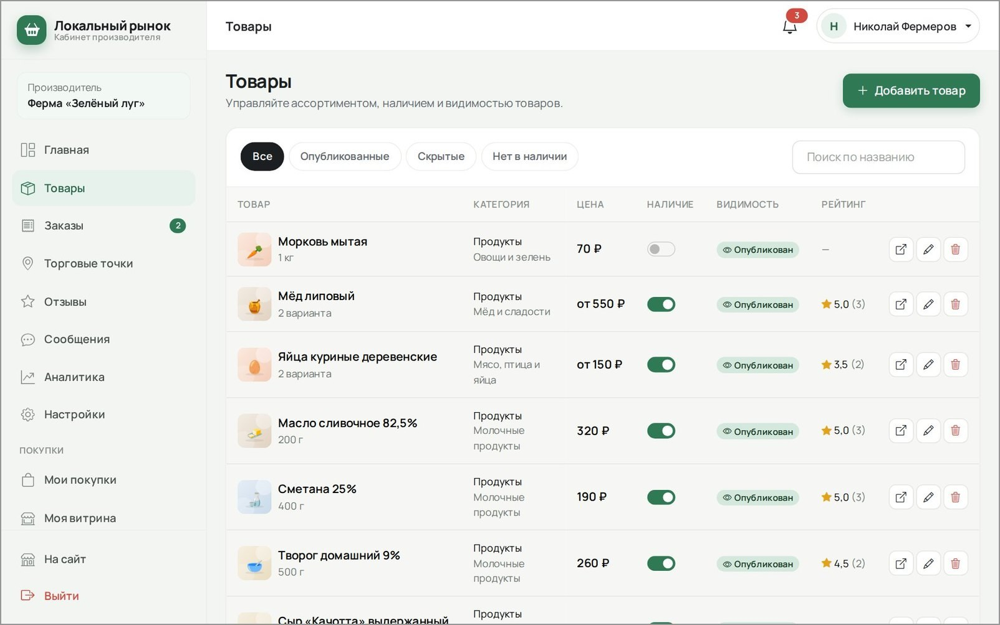 Локальный рынок
Кабинет производителя
Производитель
Ферма «Зелёный луг»
Главная
Товары
Заказы
2
Торговые точки
Отзывы
Сообщения
Аналитика
Настройки
ПОКУПКИ
Мои покупки
Моя витрина
На сайт
Выйти
Товары
3
Н
Николай Фермеров
Товары
Управляйте ассортиментом, наличием и видимостью товаров.
+ Добавить товар
Все
Опубликованные
Скрытые
Нет в наличии
Поиск по названию
ТОВАР КАТЕГОРИЯ ЦЕНА НАЛИЧИЕ ВИДИМОСТЬ РЕЙТИНГ
Морковь мытая
1 кг
Продукты
Овощи и зелень
70 ₽
Опубликован
—
Мёд липовый
2 варианта
Продукты
Мёд и сладости
от 550 ₽
Опубликован
5,0 (3)
Яйца куриные деревенские
2 варианта
Продукты
Мясо, птица и
яйца
от 150 ₽
Опубликован
3,5 (2)
Масло сливочное 82,5%
200 г
Продукты
Молочные
продукты
320 ₽
Опубликован
5,0 (3)
Сметана 25%
400 г
Продукты
Молочные
продукты
190 ₽
Опубликован
5,0 (3)
Творог домашний 9%
500 г
Продукты
Молочные
продукты
260 ₽
Опубликован
4,5 (2)
Сыр «Качотта» выдержанный
Продукты